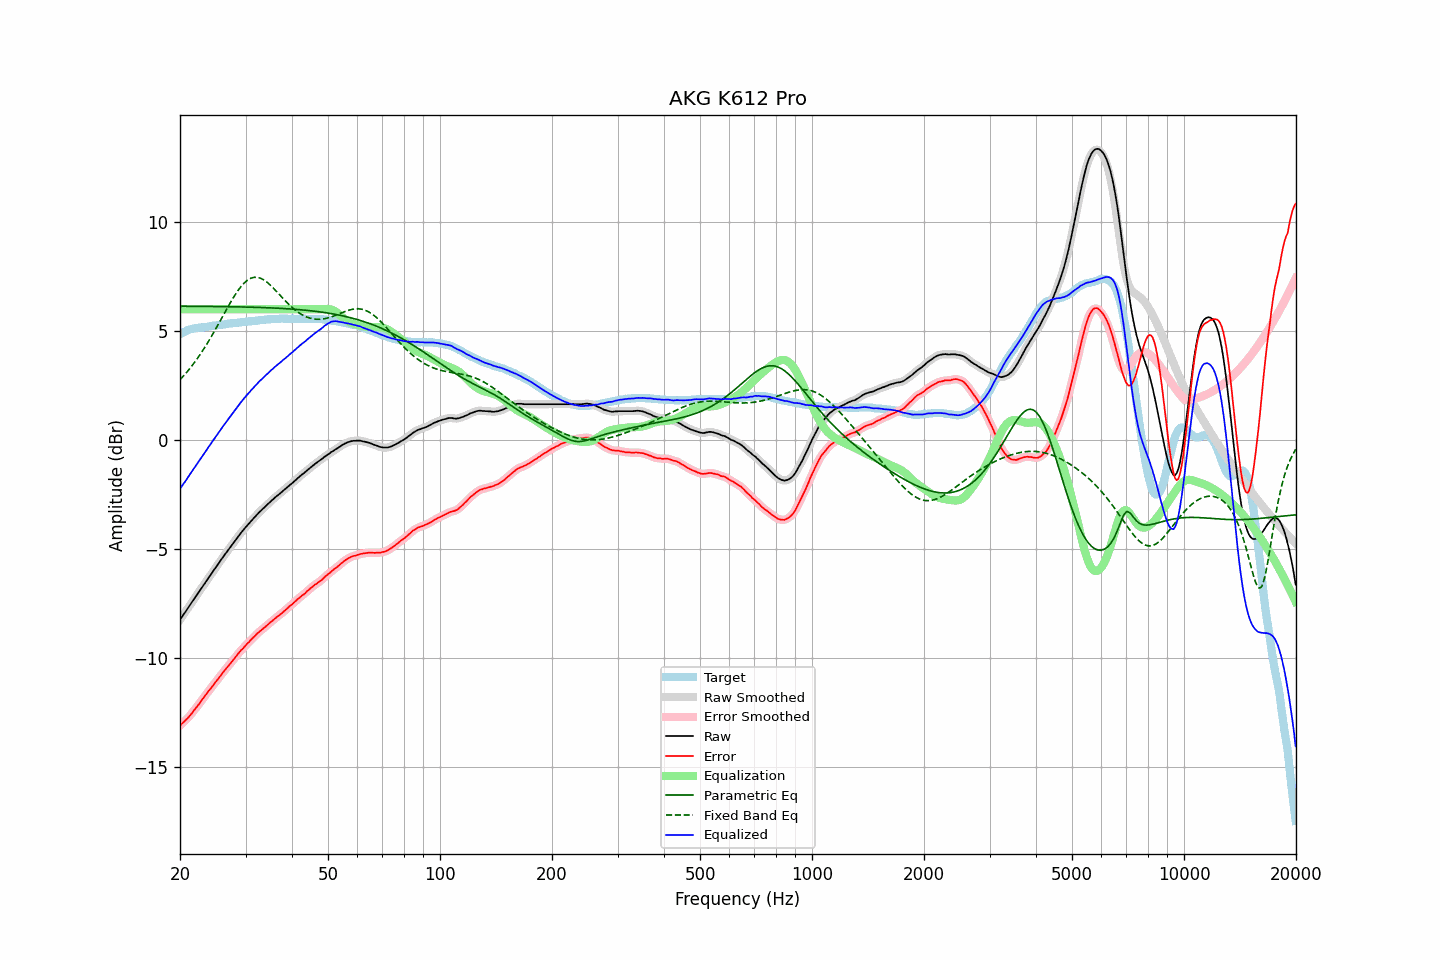 AKG K612 Pro
Amplitude (dBr)
10
5
0
−5
−10
−15
Target
Raw Smoothed
Error Smoothed
Raw
Error
Equalization
Parametric Eq
Fixed Band Eq
Equalized
20 50 100 200 500 1000 2000 5000 10000 20000
Frequency (Hz)